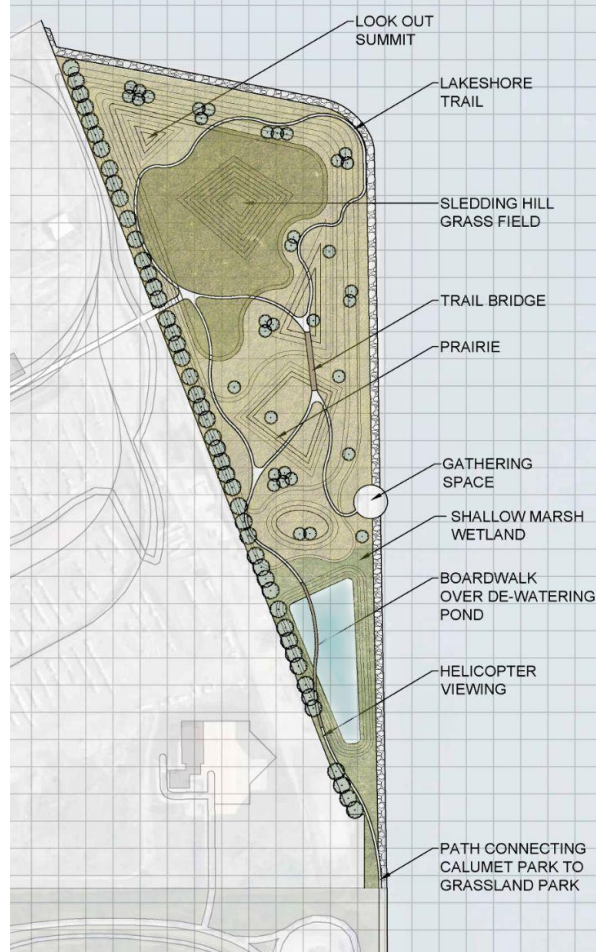 LOOK OUT
SUMMIT
LAKESHORE
TRAIL
SLEDDING HILL
GRASS FIELD
TRAIL BRIDGE
PRAIRIE
GATHERING
SPACE
SHALLOW MARSH
WETLAND
BOARDWALK
OVER DE-WATERING
POND
HELICOPTER
VIEWING
PATH CONNECTING
CALUMET PARK TO
GRASSLAND PARK